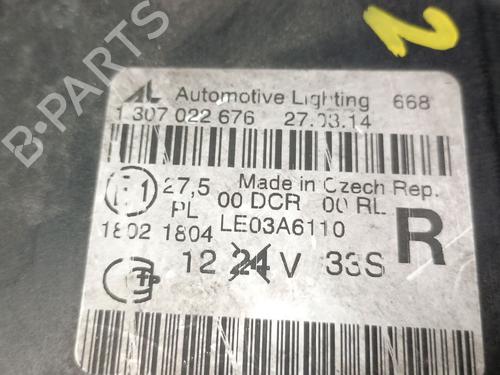 AL Automotive Lighting 668
1 307 022 676 27.03.14
E1 27,5 Made in Czech Rep.
PL 00 DCR 00 RL
1802 1804 LE03A6110 R
12 24 V 33S
B-PARTS